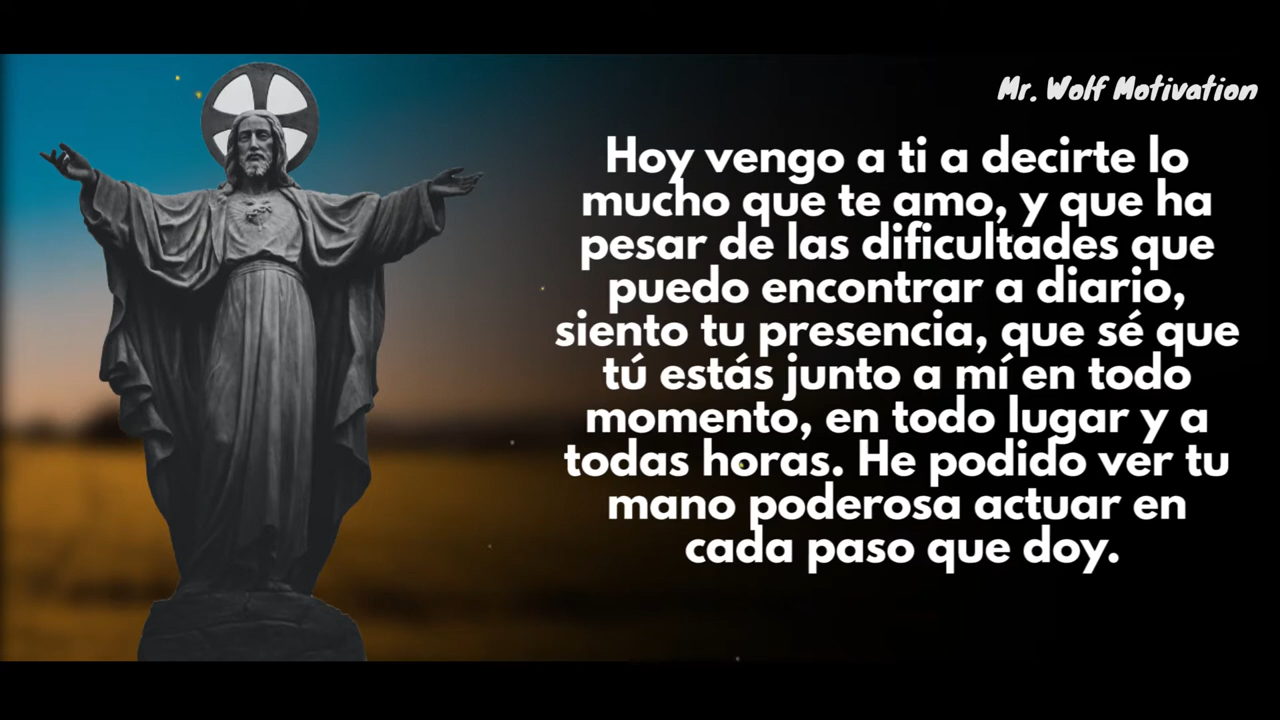 Mr. Wolf Motivation
Hoy vengo a ti a decirte lo
mucho que te amo, y que ha
pesar de las dificultades que
puedo encontrar a diario,
siento tu presencia, que sé que
tú estás junto a mí en todo
momento, en todo lugar y a
todas horas. He podido ver tu
mano poderosa actuar en
cada paso que doy.